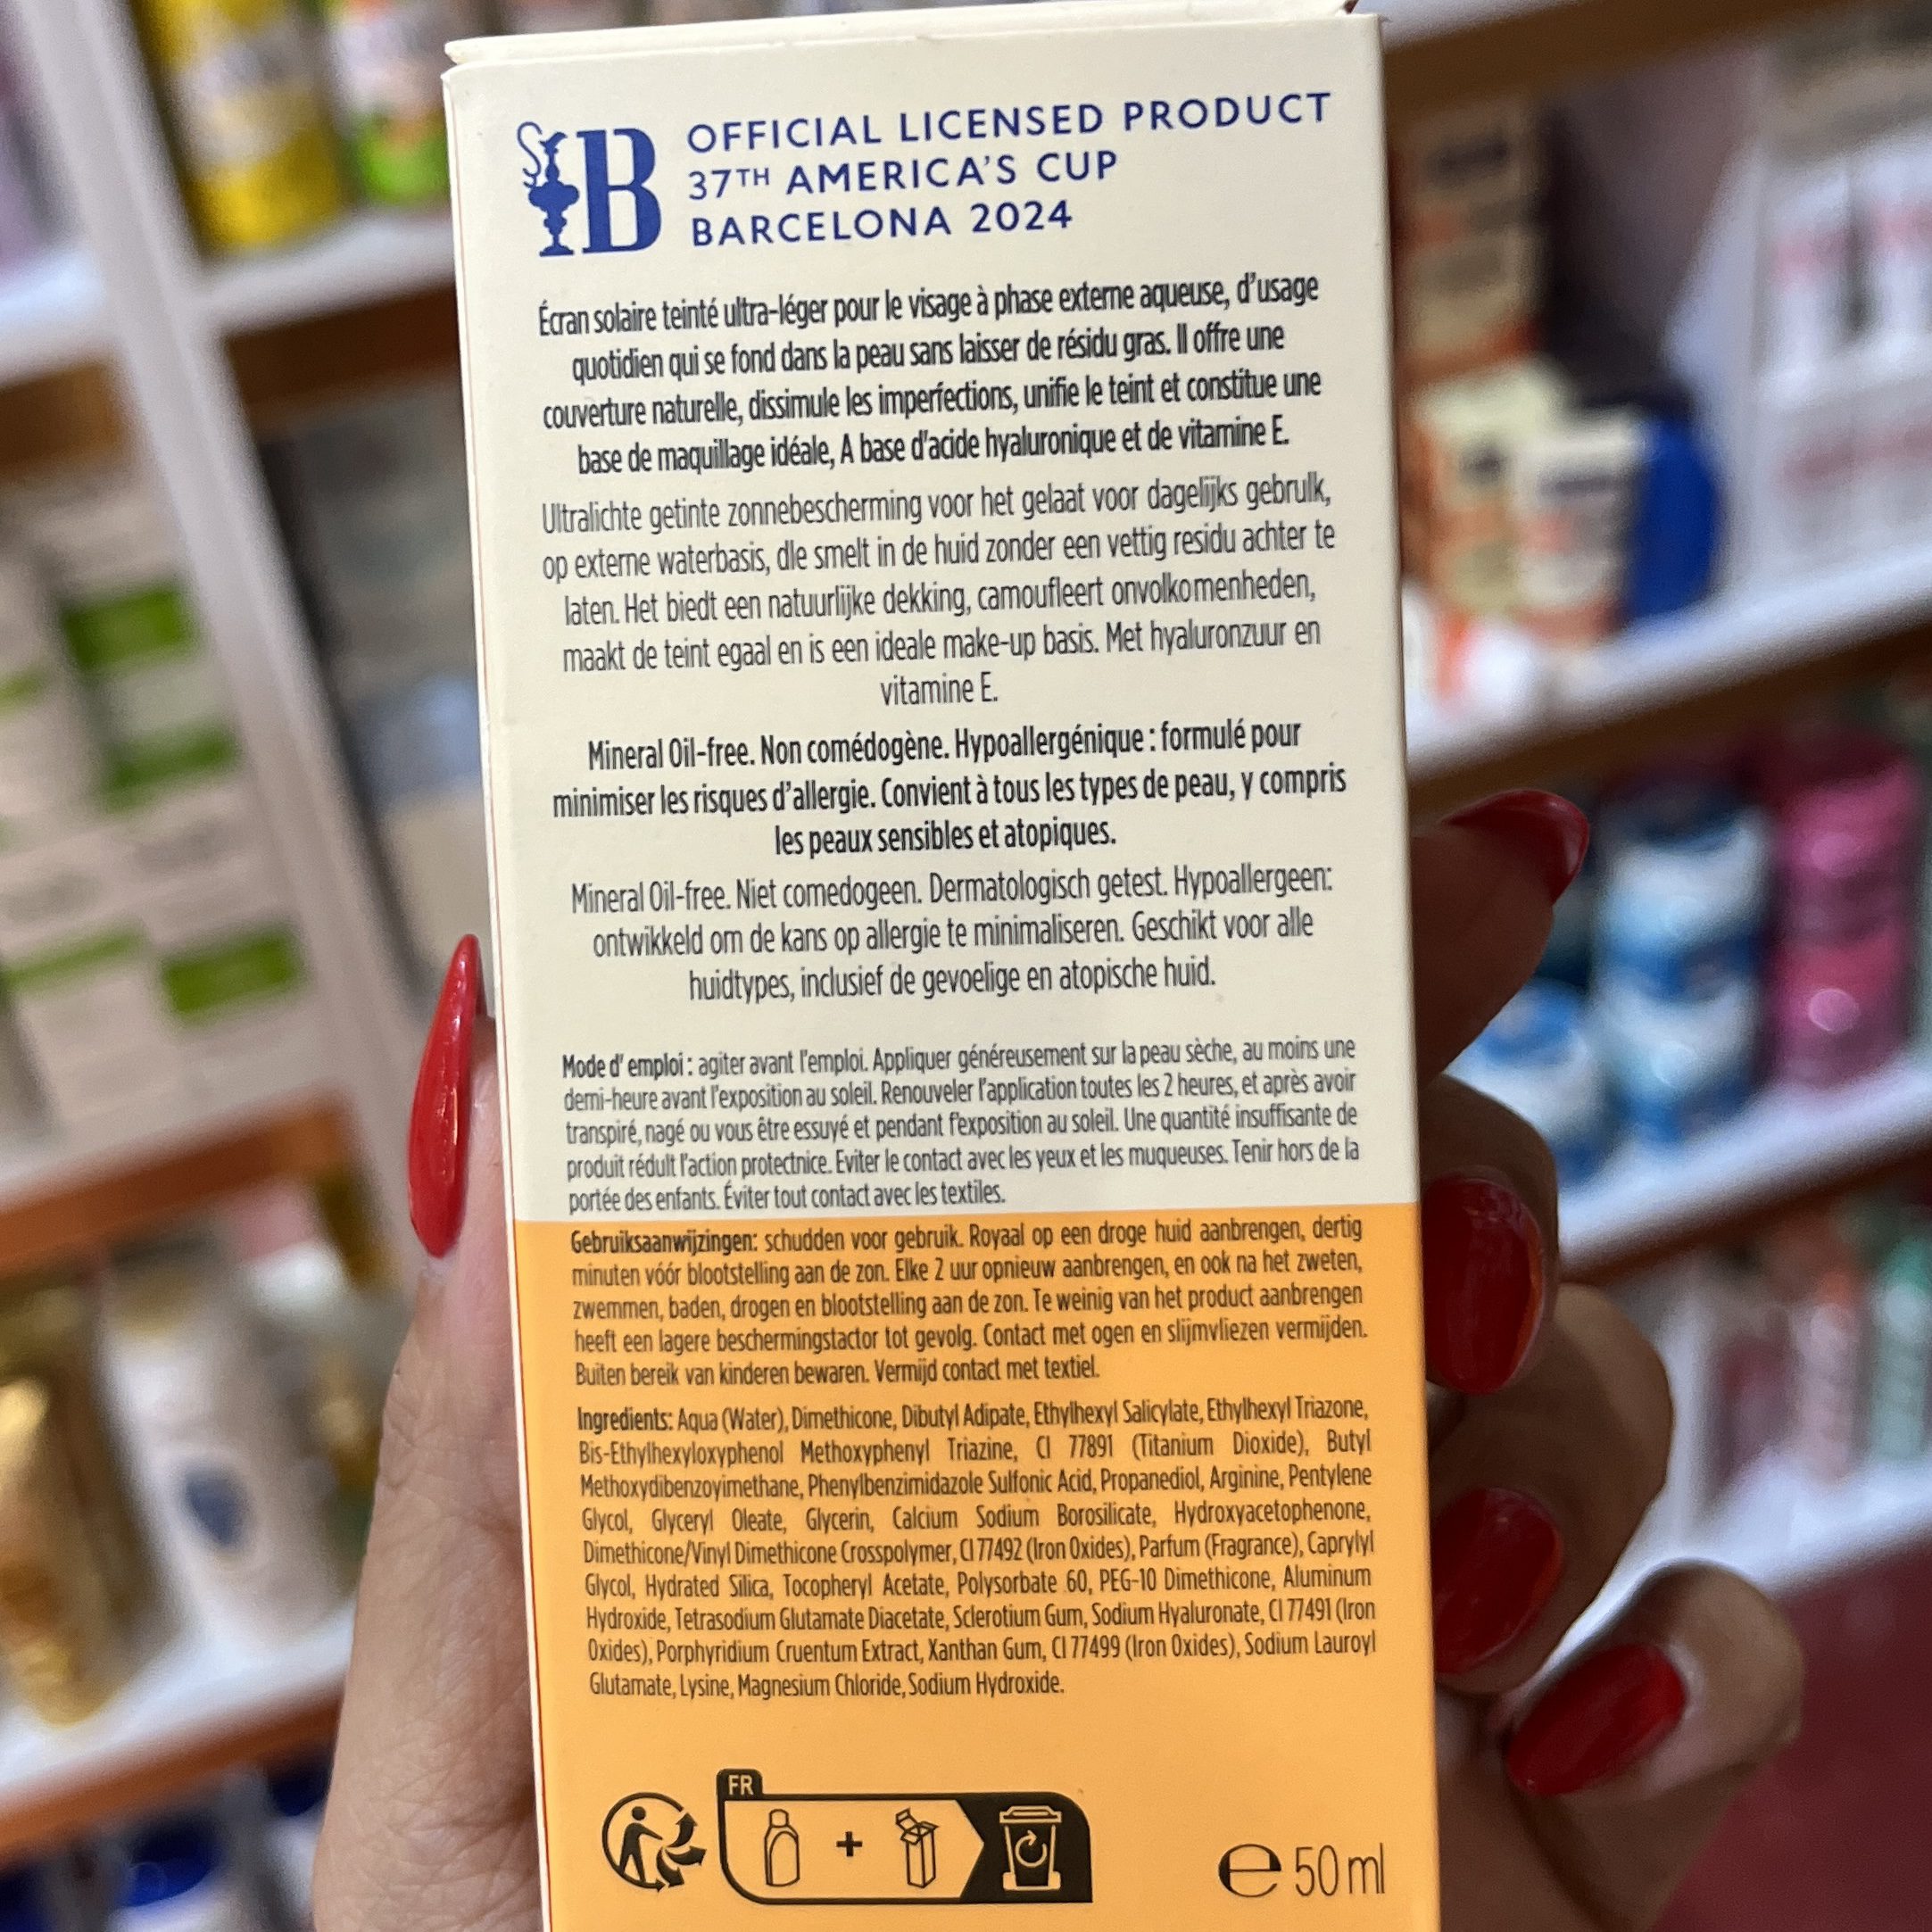 B
OFFICIAL LICENSED PRODUCT
37TH AMERICA'S CUP
BARCELONA 2024
Écran solaire teinté ultra-léger pour le visage à phase externe aqueuse, d'usage
quotidien qui se fond dans la peau sans laisser de résidu gras. Il offre une
couverture naturelle, dissimule les imperfections, unifie le teint et constitue une
base de maquillage idéale, A base d'acide hyaluronique et de vitamine E.
Ultralichte getinte zonnebescherming voor het gelaat voor dagelijks gebrulk,
op externe waterbasis, dle smelt in de huid zonder een vettig residu achter te
laten. Het biedt een natuurlijke dekking, camoufleert onvolkomenheden,
maakt de teint egaal en is een ideale make-up basis. Met hyaluronzuur en
vitamine E.
Mineral Oil-free. Non comédogène. Hypoallergénique : formulé pour
minimiser les risques d'allergie. Convient à tous les types de peau, y compris
les peaux sensibles et atopiques.
Mineral Oil-free. Niet comedogeen. Dermatologisch getest. Hypoallergeen:
ontwikkeld om de kans op allergie te minimaliseren. Geschikt voor alle
huidtypes, inclusief de gevoelige en atopische huid.
Mode d' emploi : agiter avant l'emploi. Appliquer généreusement sur la peau sèche, au moins une
demi-heure avant l'exposition au soleil. Renouveler l'application toutes les 2 heures, et après avoir
transpiré, nagé ou vous être essuyé et pendant f'exposition au soleil. Une quantité insuffisante de
produit rédult l'action protectnice. Eviter le contact avec les yeux et les muqueuses. Tenir hors de la
portée des enfants. Éviter tout contact avec les textiles.
Gebruiksaanwijzingen: schudden voor gebruik. Royaal op een droge huid aanbrengen, dertig
minuten vóór blootstelling aan de zon. Elke 2 uur opnieuw aanbrengen, en ook na het zweten,
zwemmen, baden, drogen en blootstelling aan de zon. Te weinig van het product aanbrengen
heeft een lagere beschermingstactor tot gevolg. Contact met ogen en slijmvliezen vermijden.
Buiten bereik van kinderen bewaren. Vermijd contact met textiel.
Ingredients: Aqua (Water), Dimethicone, Dibutyl Adipate, Ethylhexyl Salicylate, Ethylhexyl Triazone,
Bis-Ethylhexyloxyphenol Methoxyphenyl Triazine, CI 77891 (Titanium Dioxide), Butyl
Methoxydibenzoyimethane, Phenylbenzimidazole Sulfonic Acid, Propanediol, Arginine, Pentylene
Glycol, Glyceryl Oleate, Glycerin, Calcium Sodium Borosilicate, Hydroxyacetophenone,
Dimethicone/Vinyl Dimethicone Crosspolymer, CI 77492 (Iron Oxides), Parfum (Fragrance), Caprylyl
Glycol, Hydrated Silica, Tocopheryl Acetate, Polysorbate 60, PEG-10 Dimethicone, Aluminum
Hydroxide, Tetrasodium Glutamate Diacetate, Sclerotium Gum, Sodium Hyaluronate, CI 77491 (Iron
Oxides), Porphyridium Cruentum Extract, Xanthan Gum, CI 77499 (Iron Oxides), Sodium Lauroyl
Glutamate, Lysine, Magnesium Chloride, Sodium Hydroxide.
FR
+
e 50 ml